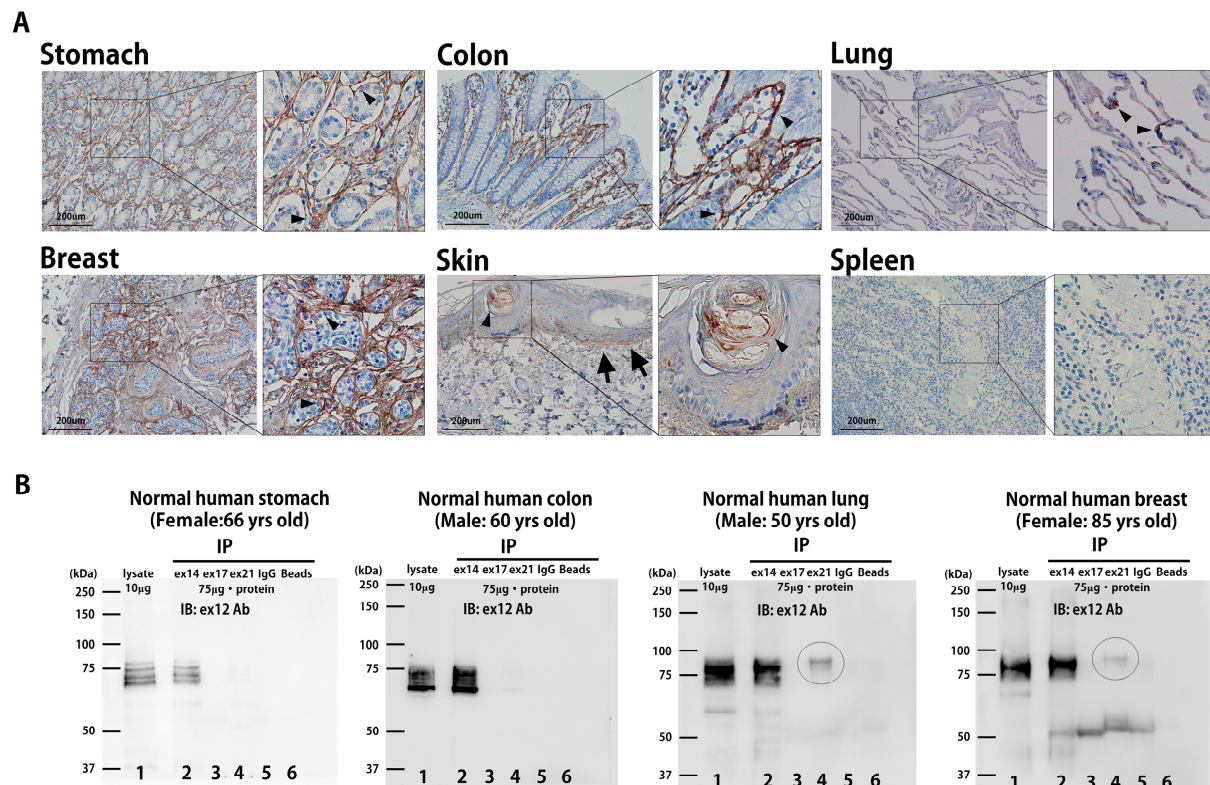 A
Stomach
Colon
Lung
200um
200um
200um
Breast
Skin
Spleen
200um
200um
200um
B
Normal human stomach
(Female:66 yrs old)
IP
(kDa) lysate ex14 ex17 ex21 IgG Beads
10μg 75μg・protein
IB: ex12 Ab
250
150
100
75
50
37
1 2 3 4 5 6
Normal human colon
(Male: 60 yrs old)
IP
(kDa) lysate ex14 ex17 ex21 IgG Beads
10μg 75μg・protein
IB: ex12 Ab
250
150
100
75
50
37
1 2 3 4 5 6
Normal human lung
(Male: 50 yrs old)
IP
(kDa) lysate ex14 ex17 ex21 IgG Beads
10μg 75μg・protein
IB: ex12 Ab
250
150
100
75
50
37
1 2 3 4 5 6
Normal human breast
(Female: 85 yrs old)
IP
(kDa) lysate ex14 ex17 ex21 IgG Beads
10μg 75μg・protein
IB: ex12 Ab
250
150
100
75
50
37
1 2 3 4 5 6